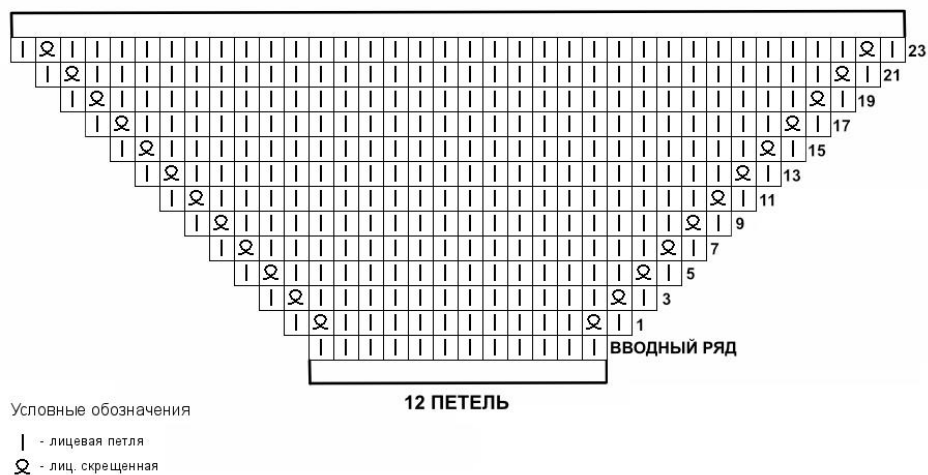 23
21
19
17
15
13
11
9
7
5
3
1
ВВОДНЫЙ РЯД
12 ПЕТЕЛЬ
Условные обозначения
- лицевая петля
- лиц. скрещенная